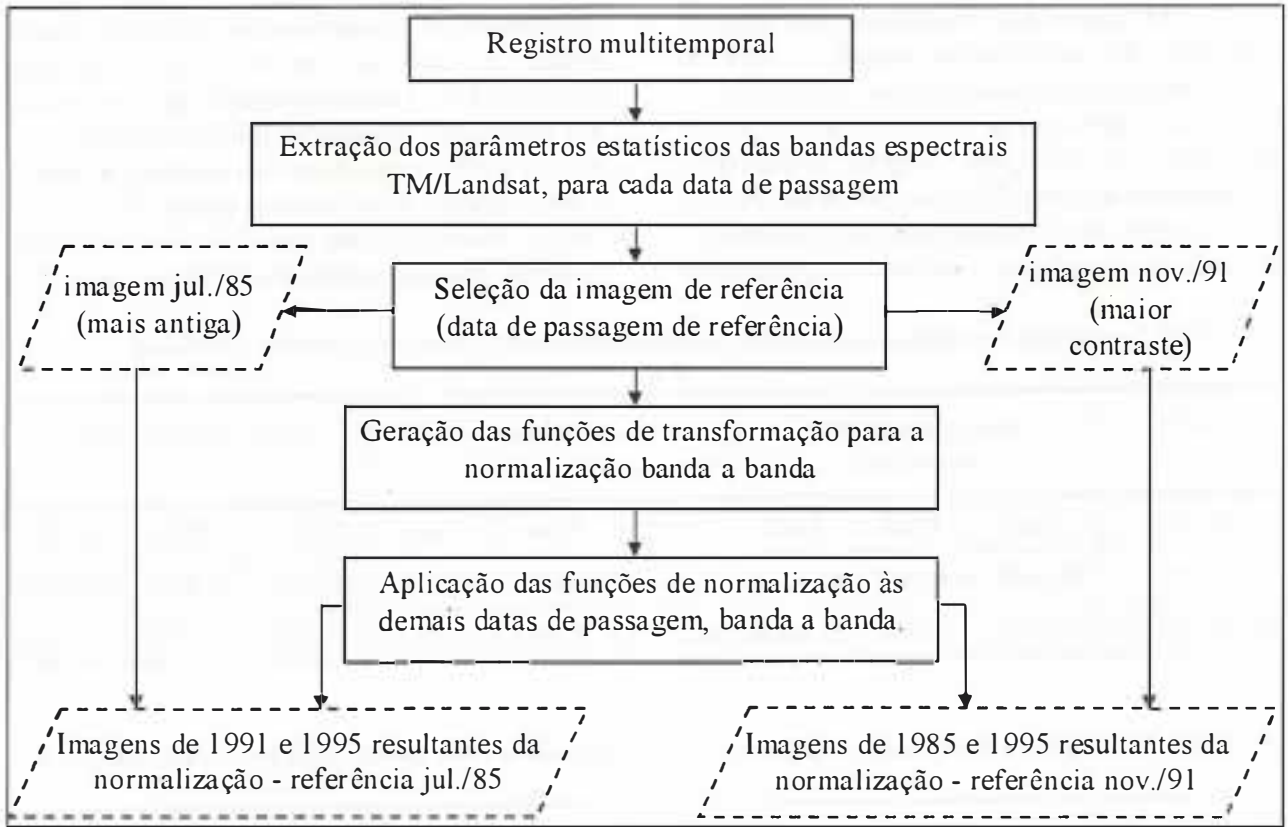 Registro multitemporal
Extração dos parâmetros estatísticos das bandas espectrais
TM/Landsat, para cada data de passagem
imagem jul./85
(mais antiga)
Seleção da imagem de referência
(data de passagem de referência)
imagem nov./91
(maior
contraste)
Geração das funções de transformação para a
normalização banda a banda
Aplicação das funções de normalização às
demais datas de passagem, banda a banda.
Imagens de 1991 e 1995 resultantes da
normalização - referência jul./85
Imagens de 1985 e 1995 resultantes da
normalização - referência nov./91